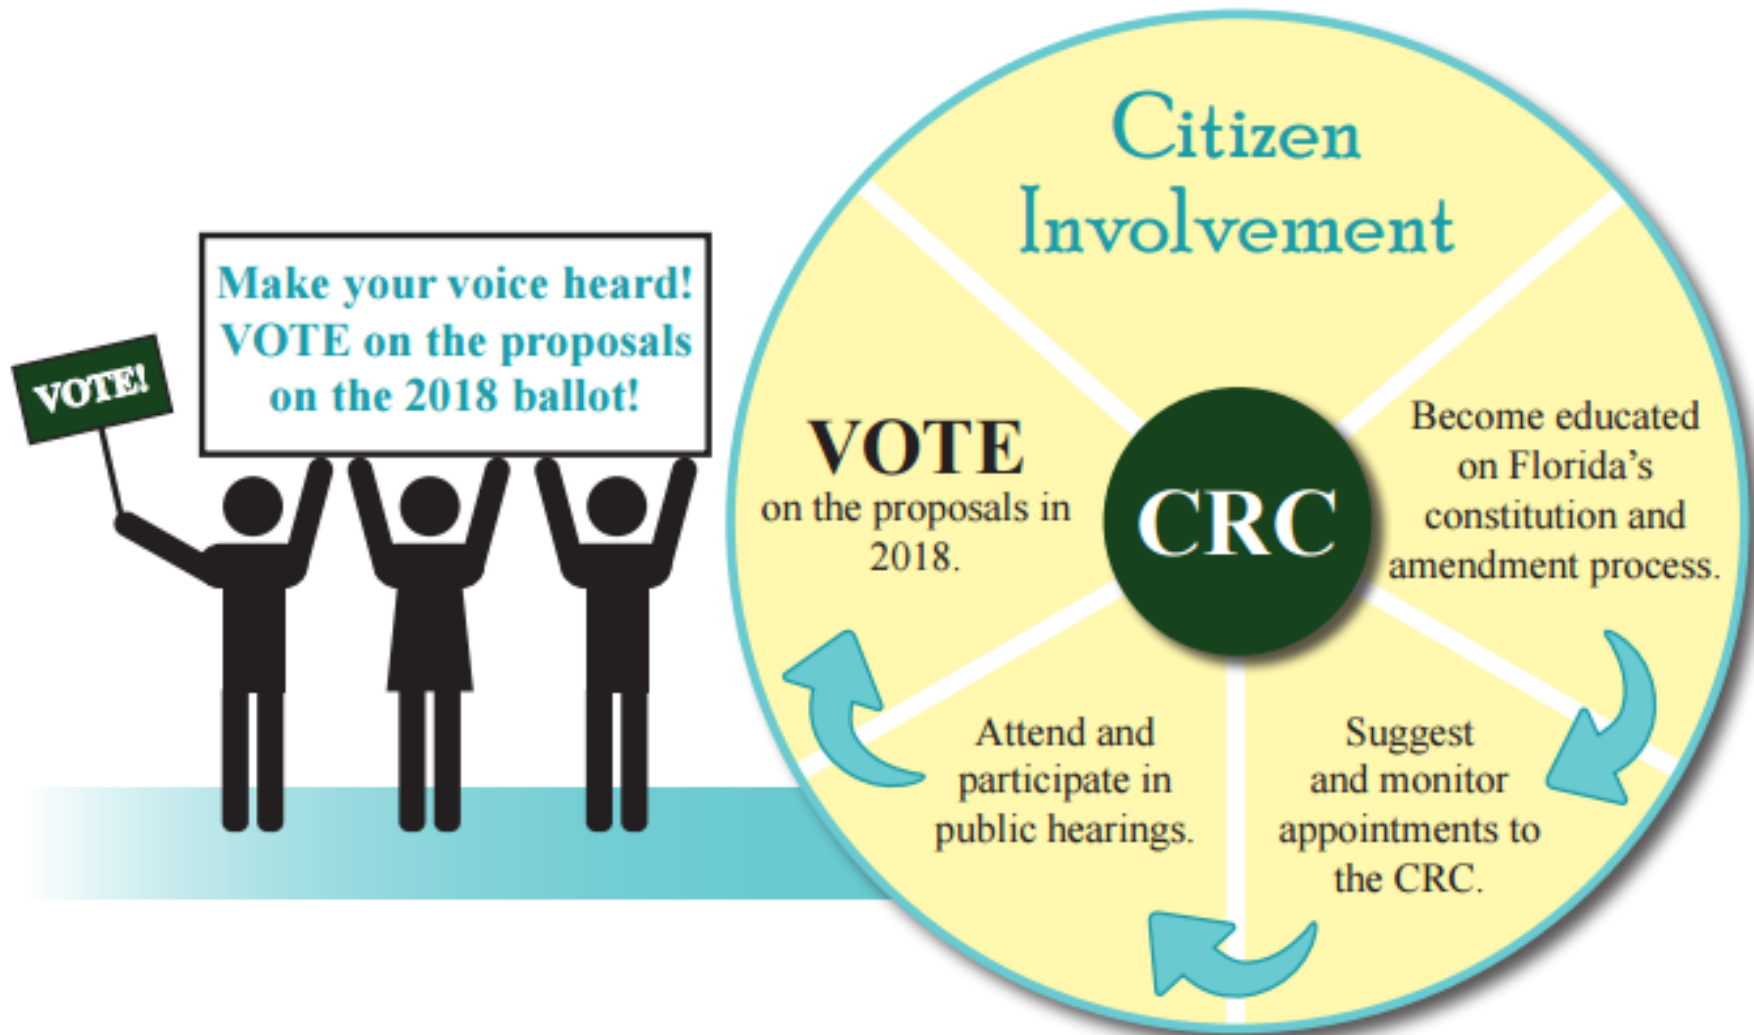 VOTE!
Make your voice heard!
VOTE on the proposals
on the 2018 ballot!
Citizen
Involvement
CRC
Become educated
on Florida’s
constitution and
amendment process.
Suggest
and monitor
appointments to
the CRC.
Attend and
participate in
public hearings.
VOTE
on the proposals in
2018.